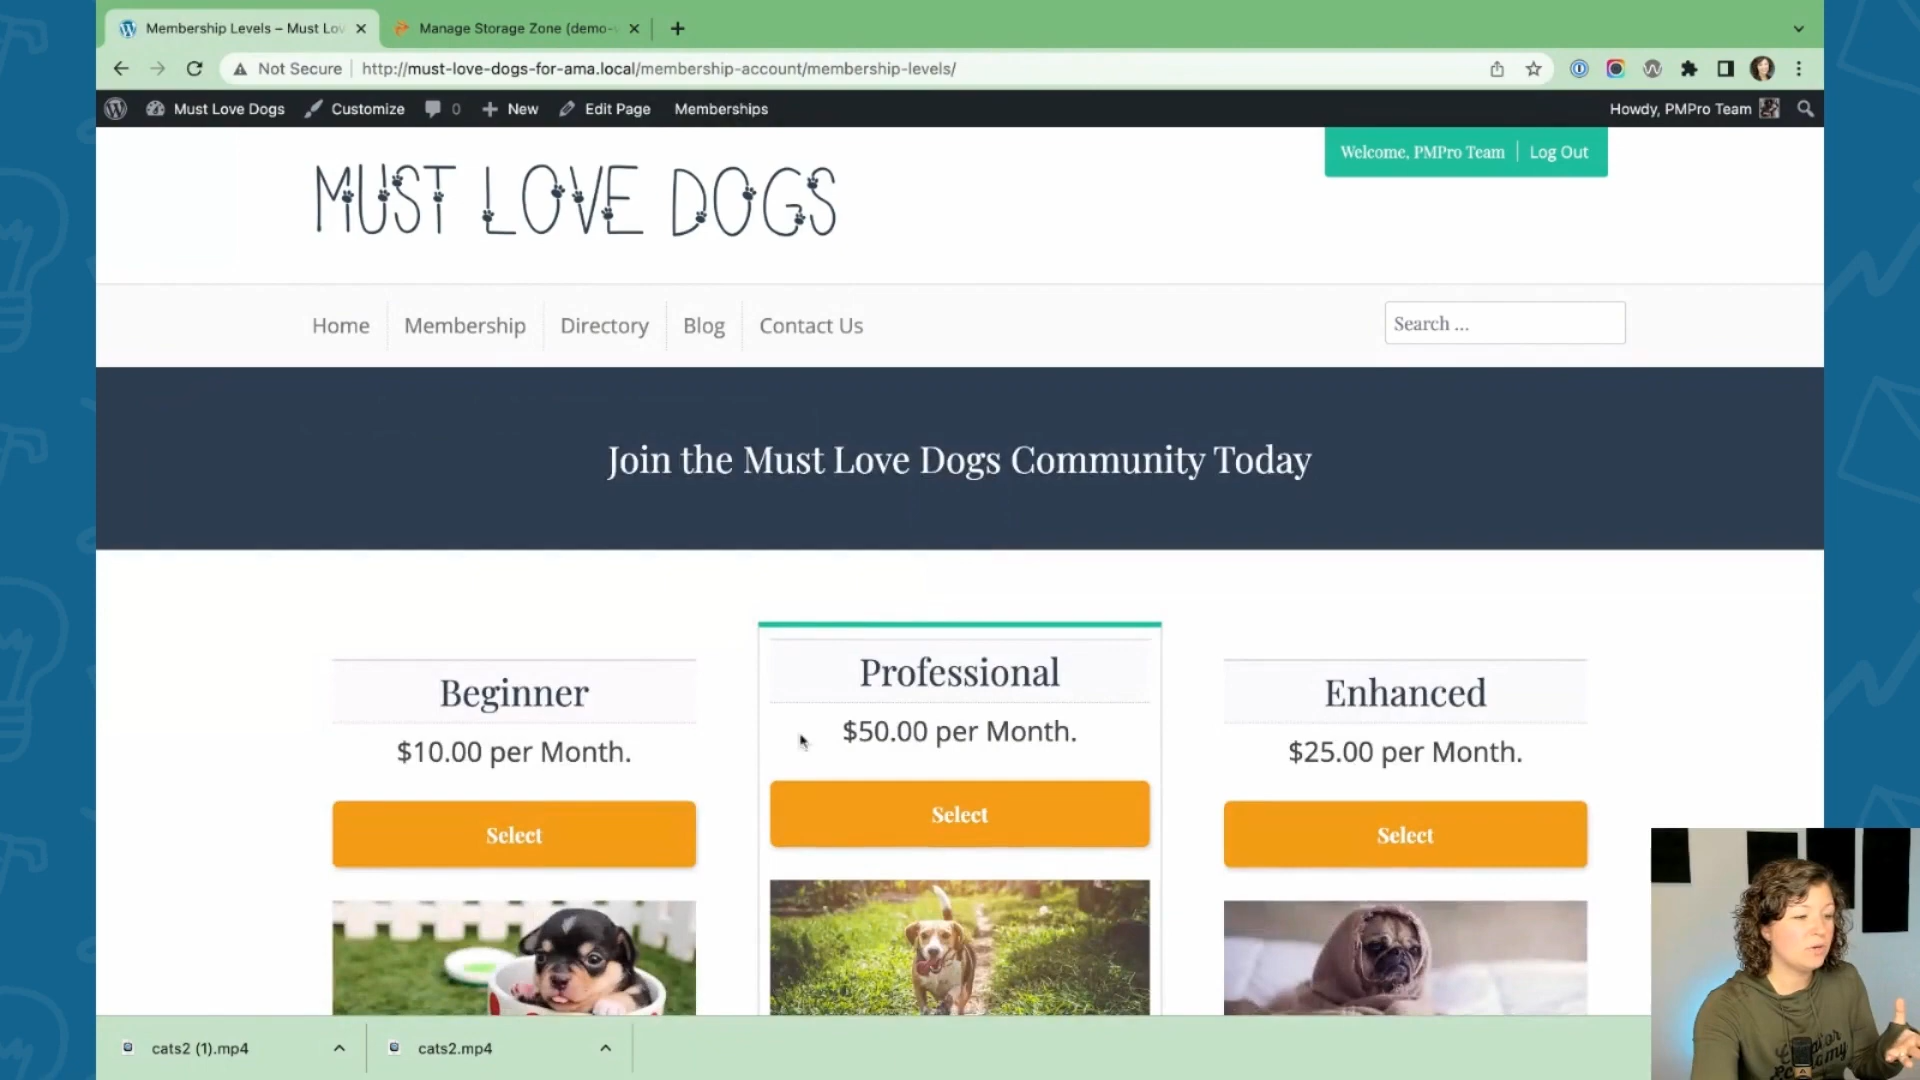 Membership Levels – Must Lov
Manage Storage Zone (demo-
Not Secure
http://must-love-dogs-for-ama.local/membership-account/membership-levels/
Must Love Dogs
Customize
0
New
Edit Page
Memberships
Howdy, PMPro Team
Welcome, PMPro Team
Log Out
MUST LOVE DOGS
Home
Membership
Directory
Blog
Contact Us
Search ...
Join the Must Love Dogs Community Today
Beginner
$10.00 per Month.
Select
Professional
$50.00 per Month.
Select
Enhanced
$25.00 per Month.
Select
cats2 (1).mp4
cats2.mp4